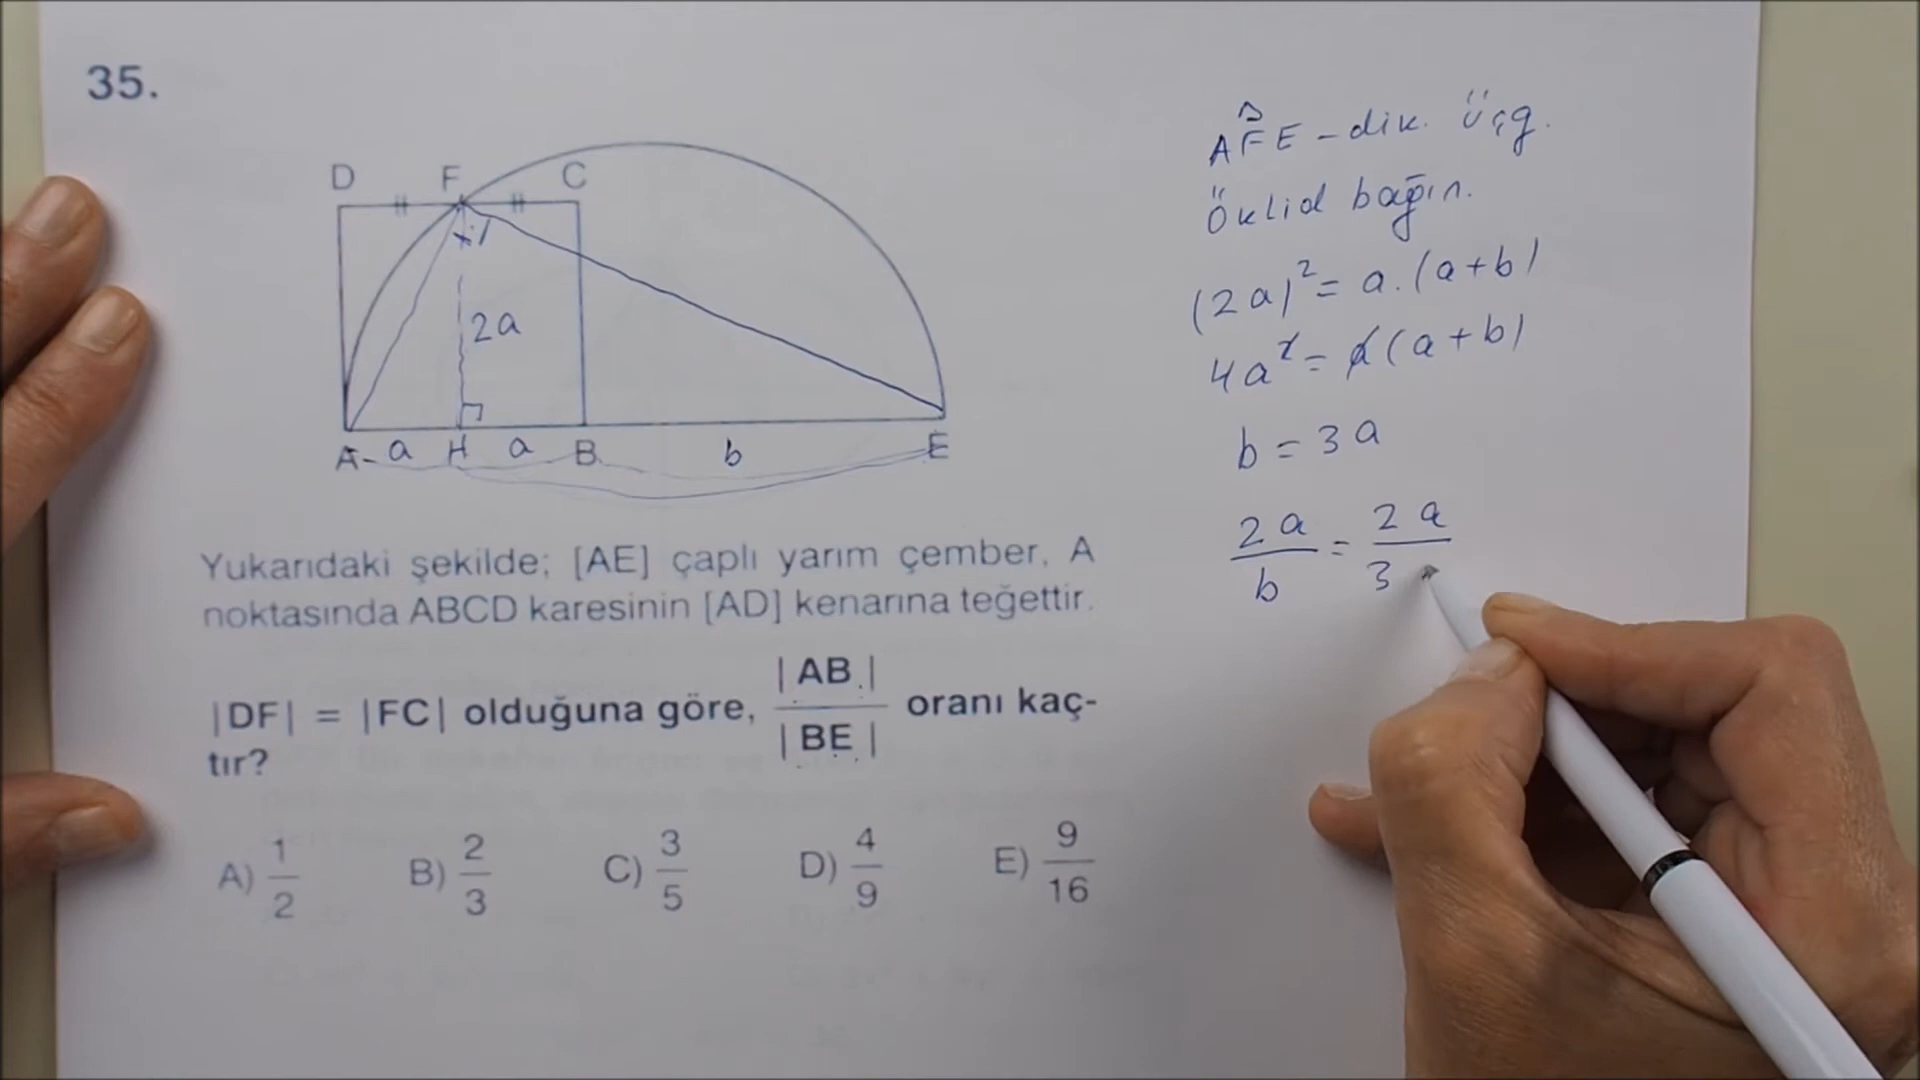 35.
D F C
2a
A a H a B b E
Yukarıdaki şekilde; [AE] çaplı yarım çember, A
noktasında ABCD karesinin [AD] kenarına teğettir.
|DF| = |FC| olduğuna göre, |AB| / |BE| oranı kaç-
tır?
A) 1/2 B) 2/3 C) 3/5 D) 4/9 E) 9/16
AFE - dik. üçg.
Öklid bağın.
(2a)² = a.(a+b)
4a² = a(a+b)
b = 3a
2a/b = 2a/3